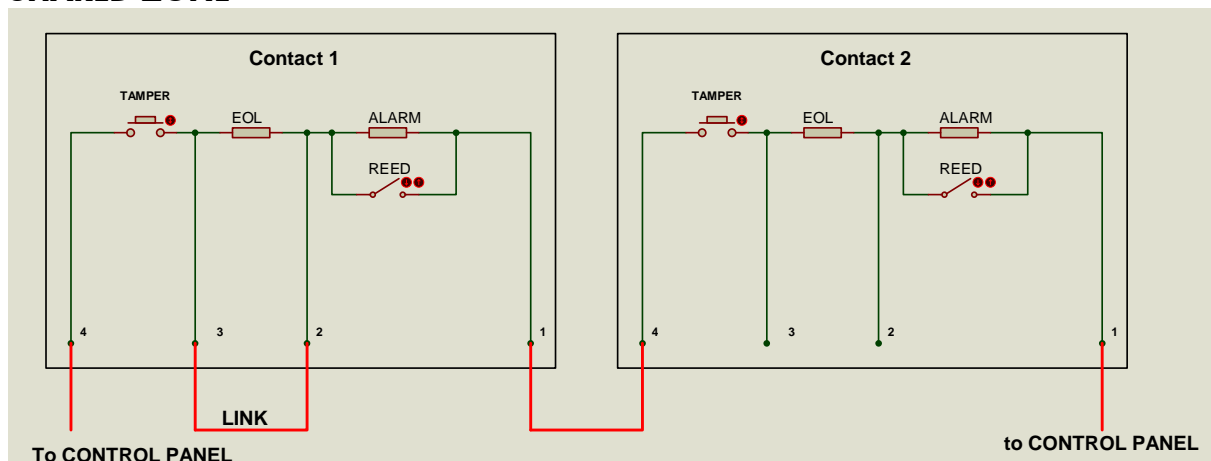 Contact 1
TAMPER
EOL
ALARM
REED
4
3
2
1
LINK
To CONTROL PANEL
Contact 2
TAMPER
EOL
ALARM
REED
4
3
2
1
to CONTROL PANEL